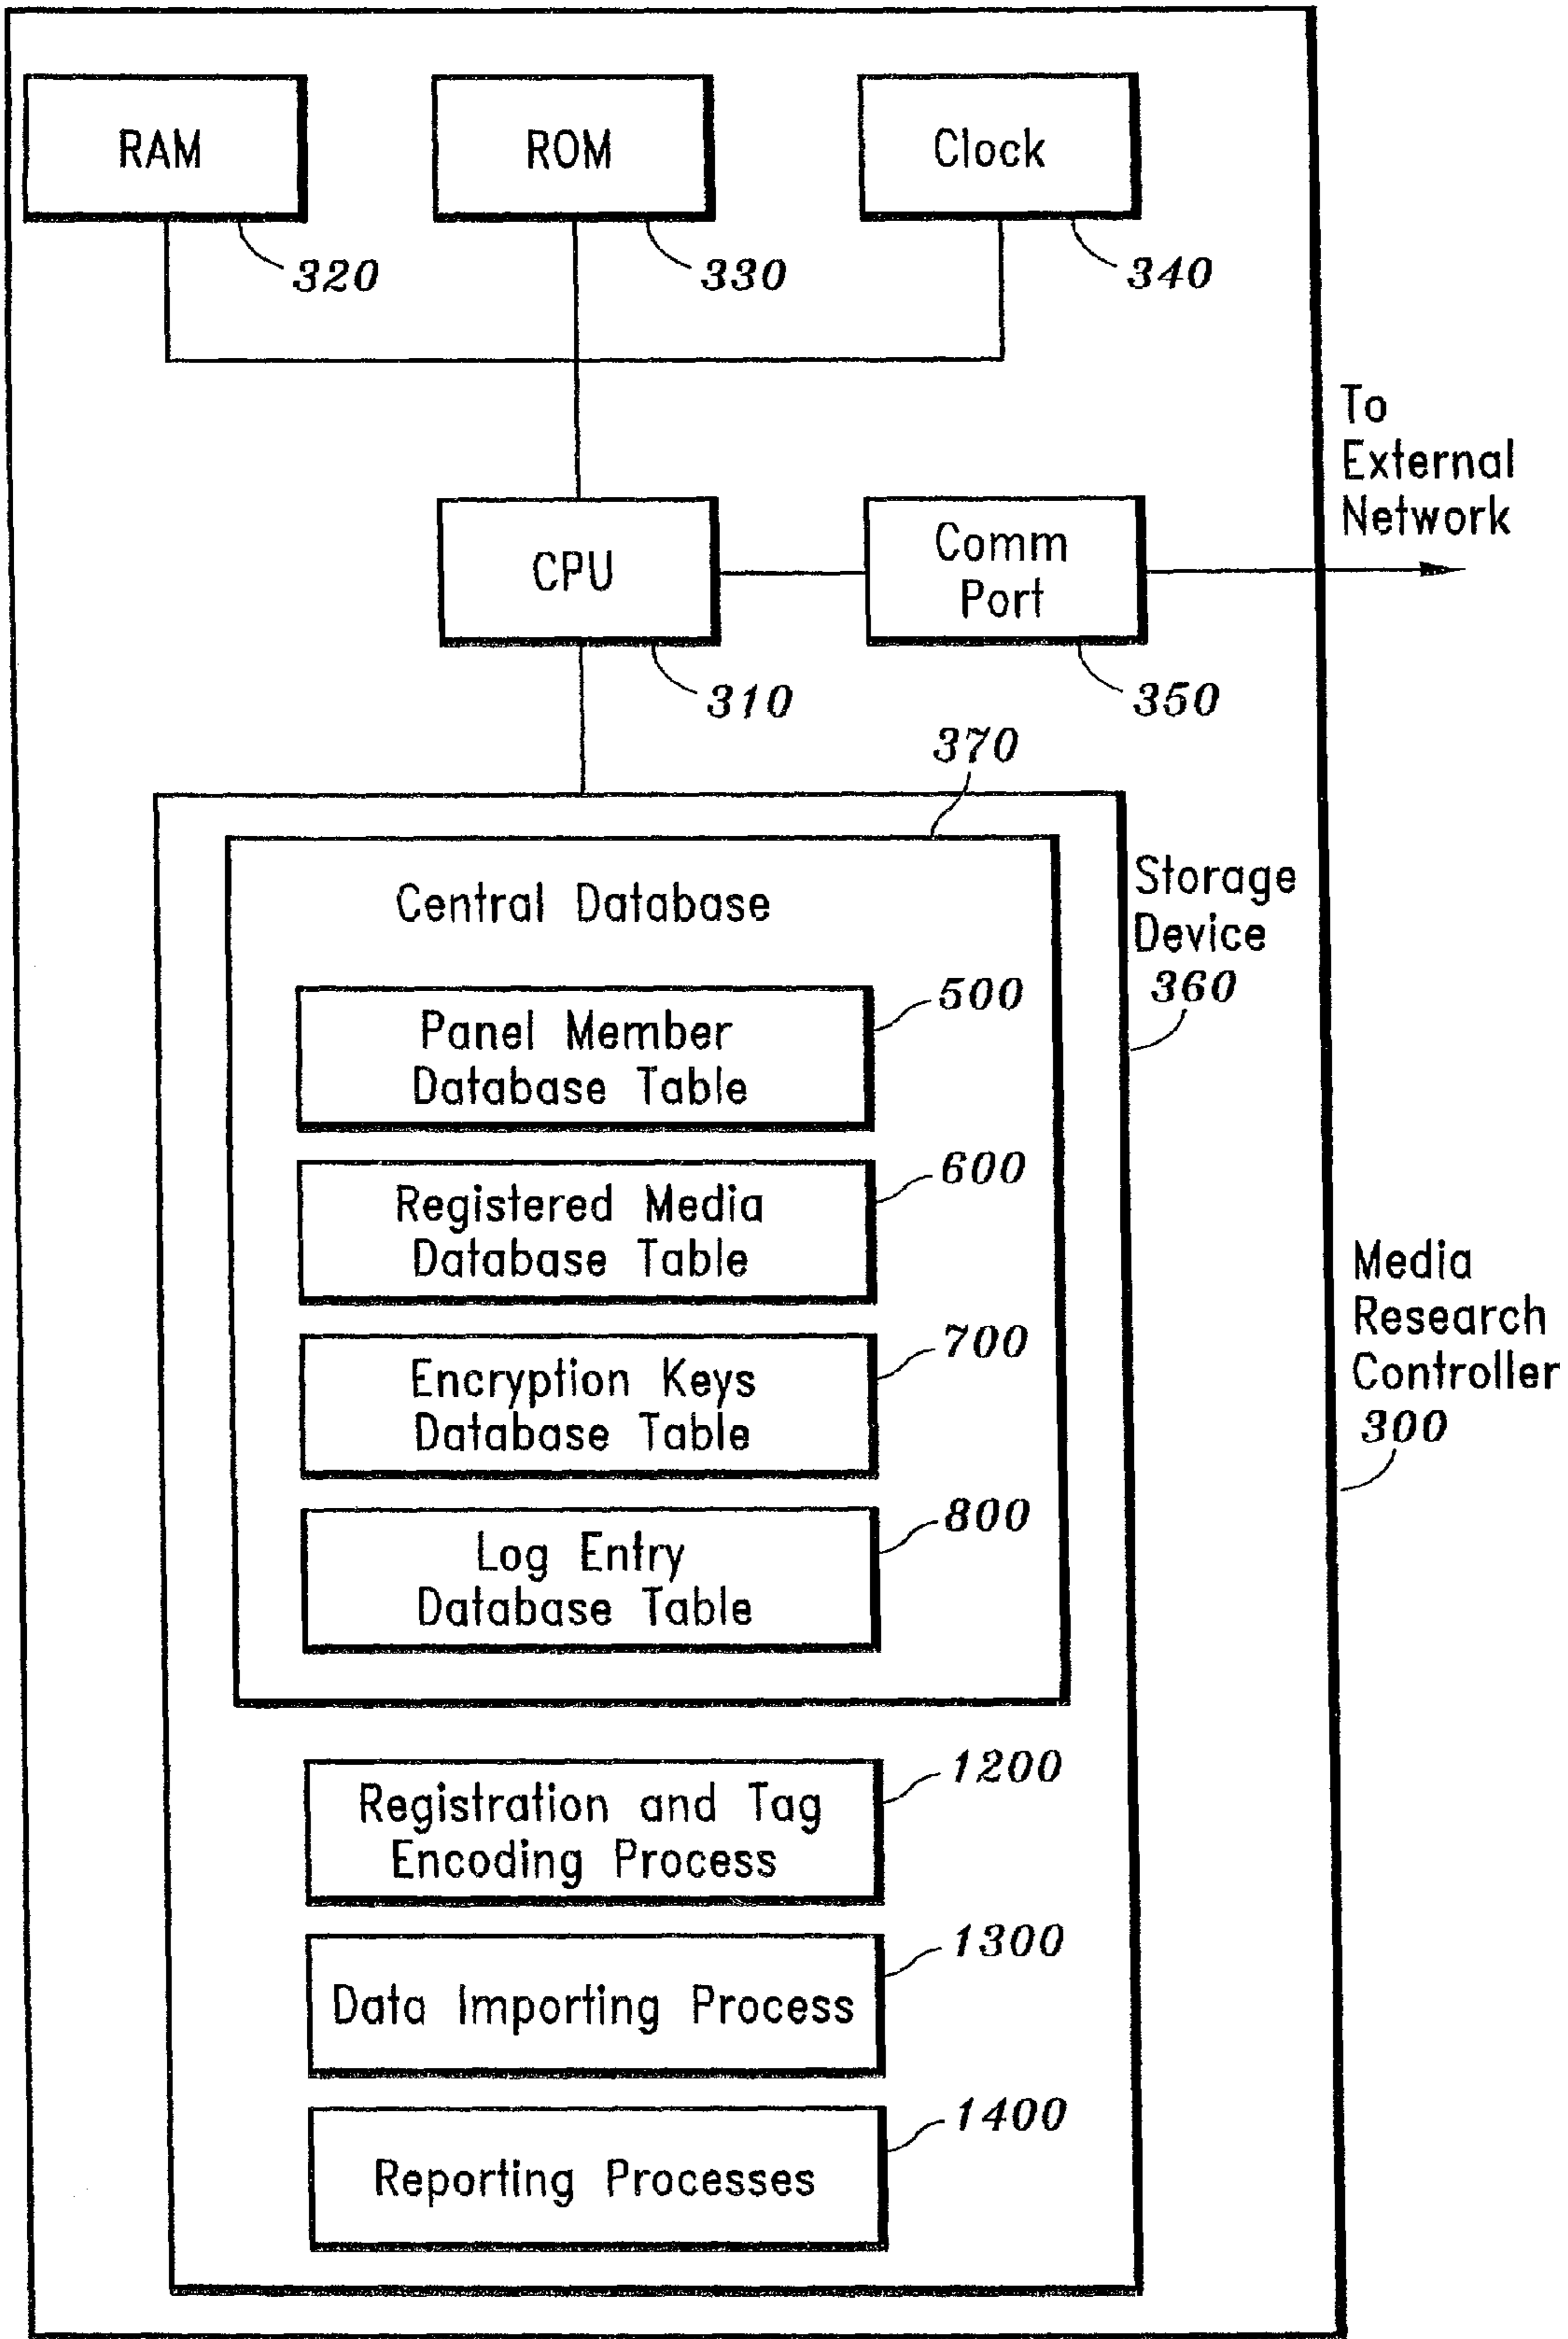 RAM
ROM
Clock
320
330
340
To
External
Network
CPU
Comm
Port
310
350
370
Central Database
Storage
Device
360
500
Panel Member
Database Table
600
Registered Media
Database Table
Media
Research
Controller
300
700
Encryption Keys
Database Table
800
Log Entry
Database Table
1200
Registration and Tag
Encoding Process
1300
Data Importing Process
1400
Reporting Processes